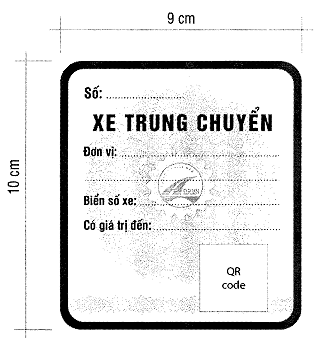 9 cm
10 cm
Số:
XE TRUNG CHUYỂN
Đơn vị:
Biển số xe:
Có giá trị đến:
QR
code